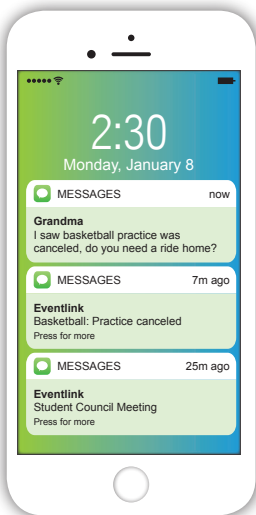 2:30
Monday, January 8
MESSAGES now
Grandma
I saw basketball practice was
canceled, do you need a ride home?
MESSAGES 7m ago
Eventlink
Basketball: Practice canceled
Press for more
MESSAGES 25m ago
Eventlink
Student Council Meeting
Press for more